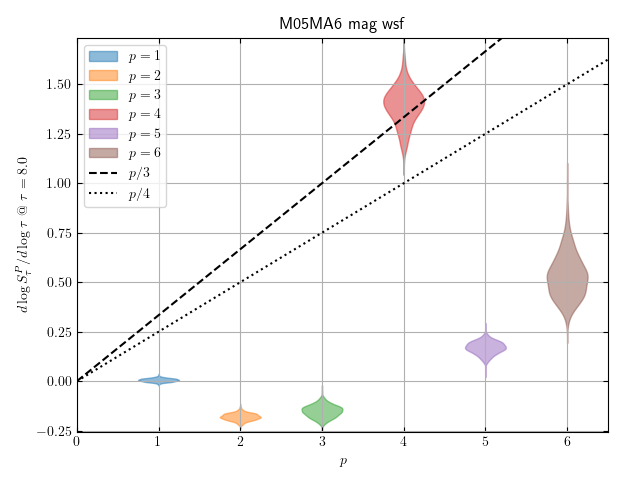 M05MA6 mag wsf
p = 1
p = 2
p = 3
p = 4
p = 5
p = 6
p/3
p/4
d log S_τ^p / d log τ @ τ = 8.0
1.50
1.25
1.00
0.75
0.50
0.25
0.00
−0.25
0 1 2 3 4 5 6
p